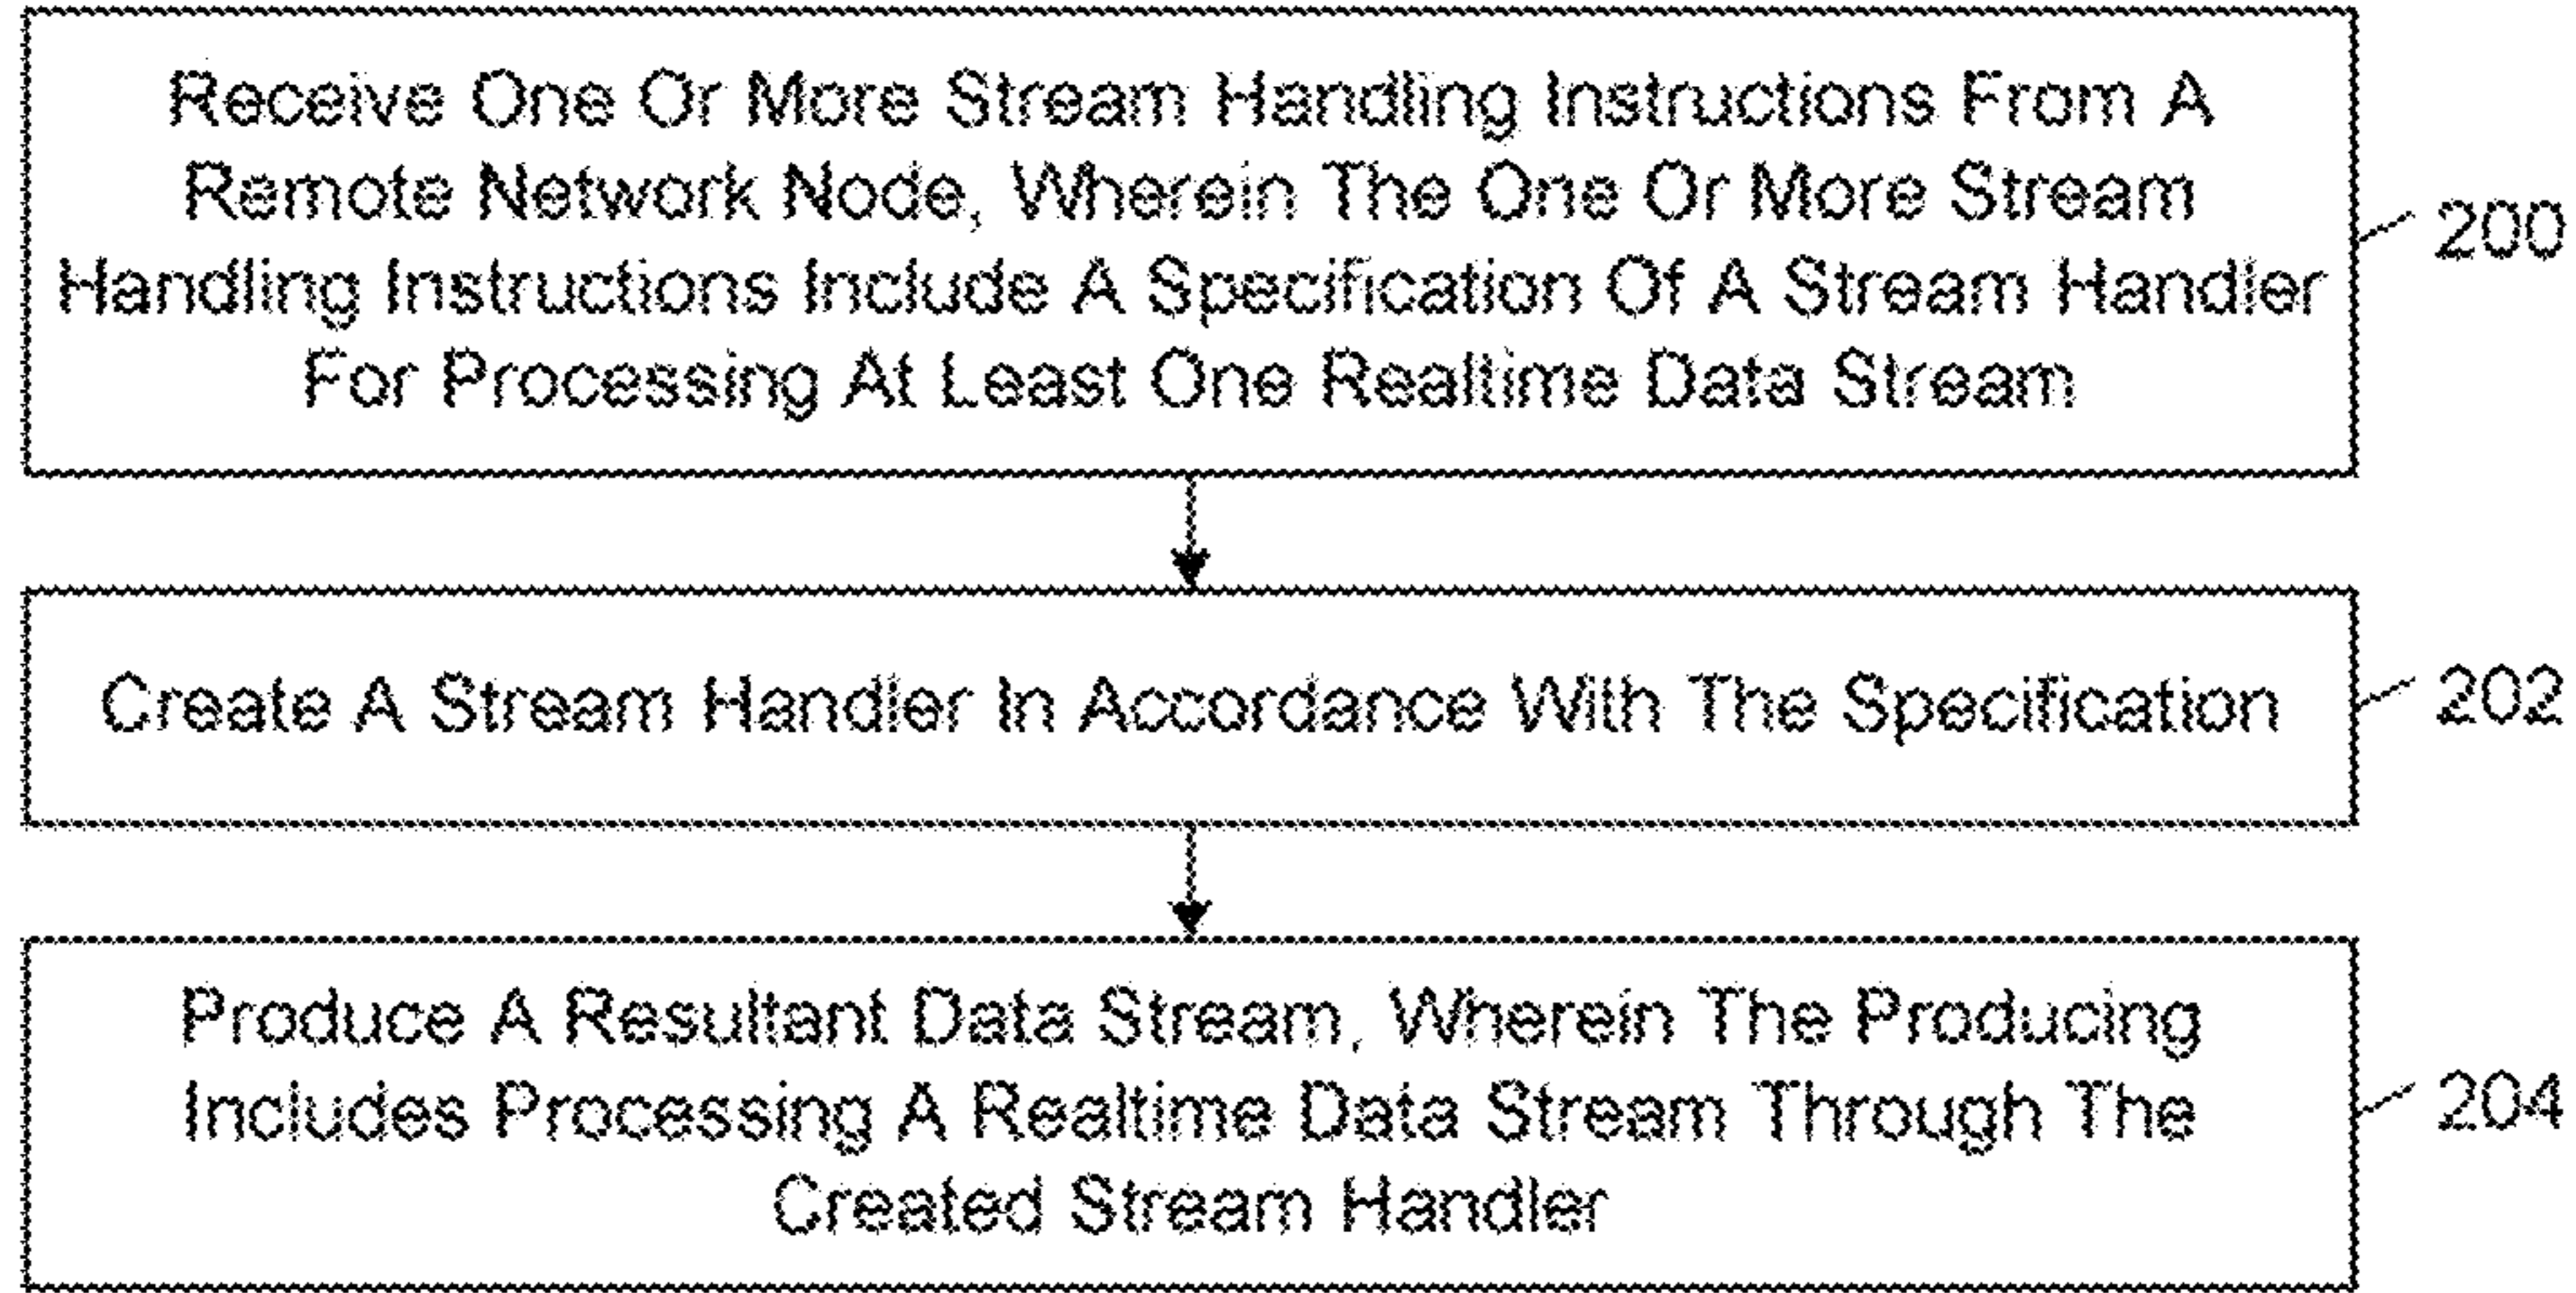 Receive One Or More Stream Handling Instructions From A
Remote Network Node, Wherein The One Or More Stream
Handling Instructions Include A Specification Of A Stream Handler
For Processing At Least One Realtime Data Stream
200
Create A Stream Handler In Accordance With The Specification
202
Produce A Resultant Data Stream, Wherein The Producing
Includes Processing A Realtime Data Stream Through The
Created Stream Handler
204